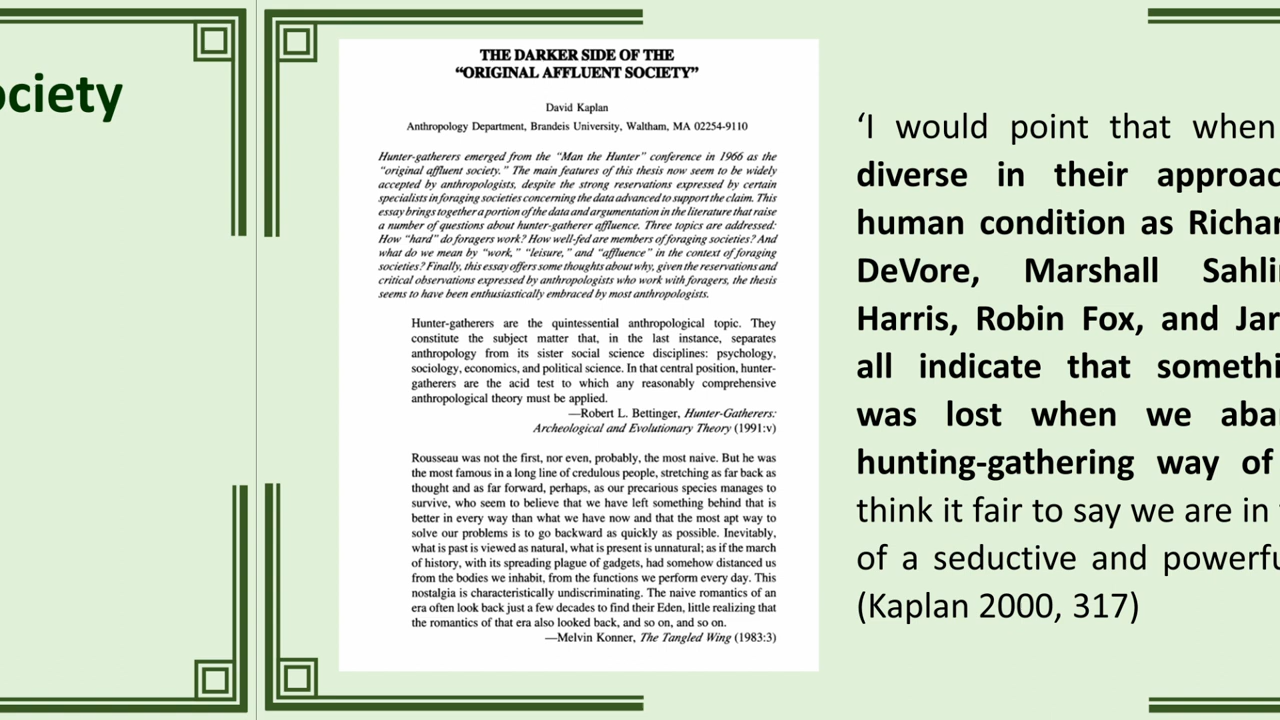 ociety
THE DARKER SIDE OF THE
“ORIGINAL AFFLUENT SOCIETY”
David Kaplan
Anthropology Department, Brandeis University, Waltham, MA 02254-9110
Hunter-gatherers emerged from the “Man the Hunter” conference in 1966 as the
“original affluent society.” The main features of this thesis now seem to be widely
accepted by anthropologists, despite the strong reservations expressed by certain
specialists in foraging societies concerning the data advanced to support the claim. This
essay brings together a portion of the data and argumentation in the literature that raise
a number of questions about hunter-gatherer affluence. Three topics are addressed:
How “hard” do foragers work? How well-fed are members of foraging societies? And
what do we mean by “work,” “leisure,” and “affluence” in the context of foraging
societies? Finally, this essay offers some thoughts about why, given the reservations and
critical observations expressed by anthropologists who work with foragers, the thesis
seems to have been enthusiastically embraced by most anthropologists.
Hunter-gatherers are the quintessential anthropological topic. They
constitute the subject matter that, in the last instance, separates
anthropology from its sister social science disciplines: psychology,
sociology, economics, and political science. In that central position, hunter-
gatherers are the acid test to which any reasonably comprehensive
anthropological theory must be applied.
—Robert L. Bettinger, Hunter-Gatherers:
Archeological and Evolutionary Theory (1991:v)
Rousseau was not the first, nor even, probably, the most naive. But he was
the most famous in a long line of credulous people, stretching as far back as
thought and as far forward, perhaps, as our precarious species manages to
survive, who seem to believe that we have left something behind that is
better in every way than what we have now and that the most apt way to
solve our problems is to go backward as quickly as possible. Inevitably,
what is past is viewed as natural, what is present is unnatural; as if the march
of history, with its spreading plague of gadgets, had somehow distanced us
from the bodies we inhabit, from the functions we perform every day. This
nostalgia is characteristically undiscriminating. The naive romantics of an
era often look back just a few decades to find their Eden, little realizing that
the romantics of that era also looked back, and so on, and so on.
—Melvin Konner, The Tangled Wing (1983:3)
‘I would point that when
diverse in their approac
human condition as Richar
DeVore, Marshall Sahli
Harris, Robin Fox, and Jar
all indicate that somethi
was lost when we aba
hunting-gathering way of
think it fair to say we are in
of a seductive and powerfu
(Kaplan 2000, 317)